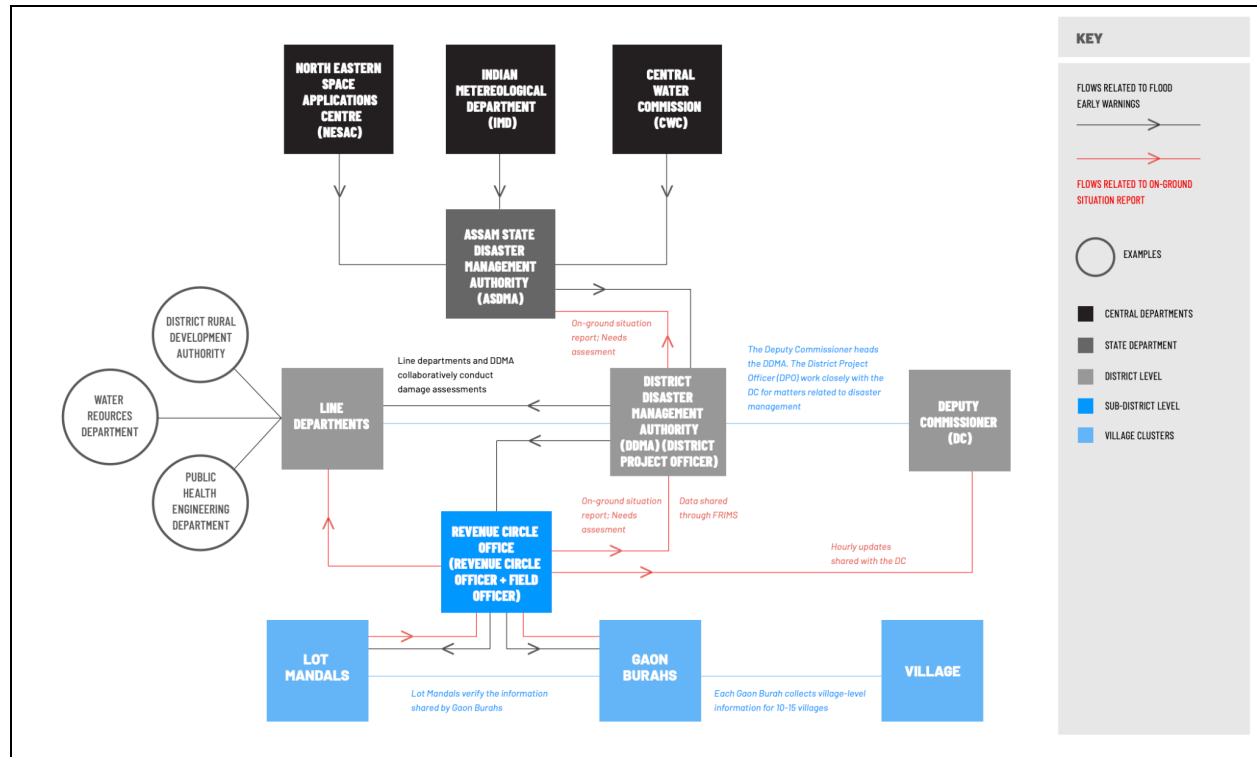 NORTH EASTERN
SPACE
APPLICATIONS
CENTRE
(NESAC)
INDIAN
METEREOLOGICAL
DEPARTMENT
(IMD)
CENTRAL
WATER
COMMISSION
(CWC)
KEY
FLOWS RELATED TO FLOOD
EARLY WARNINGS
FLOWS RELATED TO ON-GROUND
SITUATION REPORT
EXAMPLES
CENTRAL DEPARTMENTS
STATE DEPARTMENT
DISTRICT LEVEL
SUB-DISTRICT LEVEL
VILLAGE CLUSTERS
ASSAM STATE
DISASTER
MANAGEMENT
AUTHORITY
(ASDMA)
On-ground situation
report; Needs
assesment
DISTRICT RURAL
DEVELOPMENT
AUTHORITY
WATER
REOURCES
DEPARTMENT
PUBLIC
HEALTH
ENGINEERING
DEPARTMENT
Line departments and DDMA
collaboratively conduct
damage assessments
LINE
DEPARTMENTS
DISTRICT
DISASTER
MANAGEMENT
AUTHORITY
(DDMA) (DISTRICT
PROJECT OFFICER)
The Deputy Commissioner heads
the DDMA. The District Project
Officer (DPO) work closely with the
DC for matters related to disaster
management
DEPUTY
COMMISSIONER
(DC)
On-ground situation
report; Needs
assesment
Data shared
through FRIMS
REVENUE CIRCLE
OFFICE
(REVENUE CIRCLE
OFFICER + FIELD
OFFICER)
Hourly updates
shared with the DC
LOT
MANDALS
Lot Mandals verify the information
shared by Gaon Burahs
GAON
BURAHS
Each Gaon Burah collects village-level
information for 10-15 villages
VILLAGE